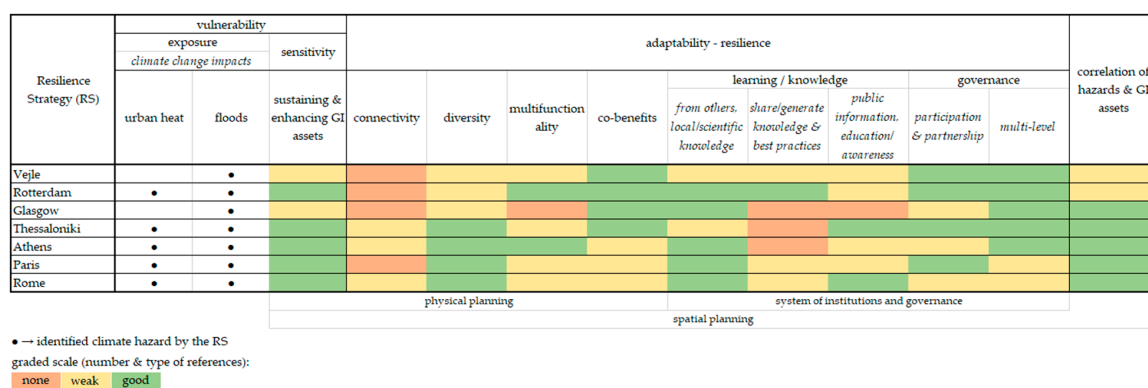 vulnerability
exposure
climate change impacts
sensitivity
adaptability - resilience
Resilience
Strategy (RS)
learning / knowledge
governance
correlation of
hazards & GI
assets
urban heat
floods
sustaining &
enhancing GI
assets
connectivity
diversity
multifunction
ality
co-benefits
from others,
local/scientific
knowledge
share/generate
knowledge &
best practices
public
information,
education/
awareness
participation
& partnership
multi-level
Vejle ●
Rotterdam ● ●
Glasgow ●
Thessaloniki ● ●
Athens ● ●
Paris ● ●
Rome ● ●
physical planning
system of institutions and governance
spatial planning
● → identified climate hazard by the RS
graded scale (number & type of references):
none weak good